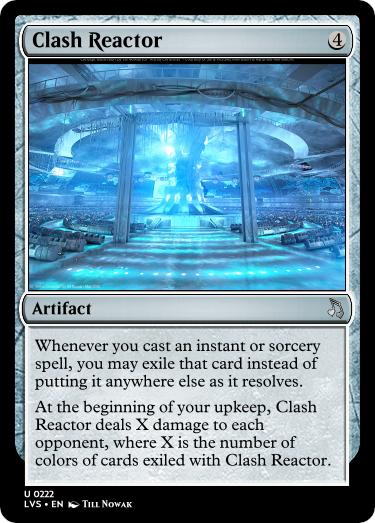 Clash Reactor
4
Artifact
Whenever you cast an instant or sorcery
spell, you may exile that card instead of
putting it anywhere else as it resolves.
At the beginning of your upkeep, Clash
Reactor deals X damage to each
opponent, where X is the number of
colors of cards exiled with Clash Reactor.
U 0222
LVS • EN Till Nowak